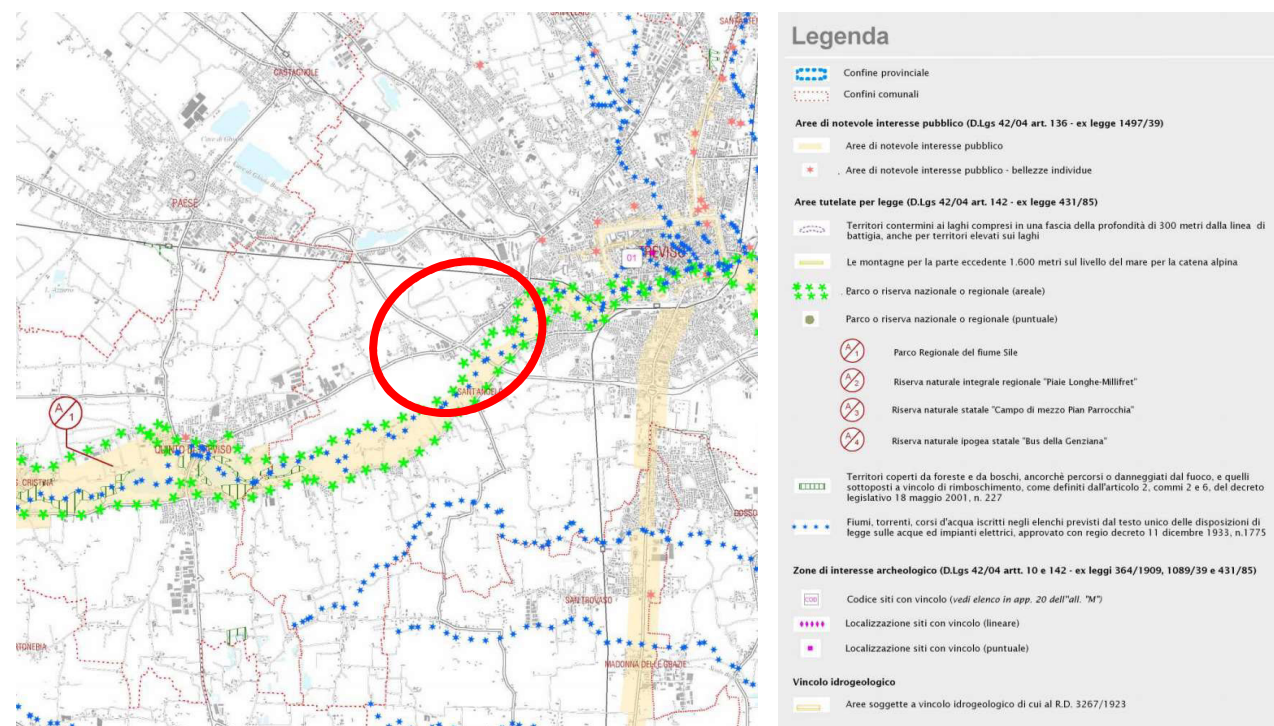 CASTAGNOLE
PAESE
TREVISO
01
SANT'ANGELO
A/1
QUINTO DI TREVISO
S. CRISTINA
SAN TROVASO
MADONNA DELLE GRAZIE
Legenda
Confine provinciale
Confini comunali
Aree di notevole interesse pubblico (D.Lgs 42/04 art. 136 - ex legge 1497/39)
Aree di notevole interesse pubblico
. Aree di notevole interesse pubblico - bellezze individue
Aree tutelate per legge (D.Lgs 42/04 art. 142 - ex legge 431/85)
Territori contermini ai laghi compresi in una fascia della profondità di 300 metri dalla linea di
battigia, anche per territori elevati sui laghi
Le montagne per la parte eccedente 1.600 metri sul livello del mare per la catena alpina
. Parco o riserva nazionale o regionale (areale)
Parco o riserva nazionale o regionale (puntuale)
A/1 Parco Regionale del fiume Sile
A/2 Riserva naturale integrale regionale "Piaie Longhe-Millifret"
A/3 Riserva naturale statale "Campo di mezzo Pian Parrocchia"
A/4 Riserva naturale ipogea statale "Bus della Genziana"
Territori coperti da foreste e da boschi, ancorchè percorsi o danneggiati dal fuoco, e quelli
sottoposti a vincolo di rimboschimento, come definiti dall'articolo 2, commi 2 e 6, del decreto
legislativo 18 maggio 2001, n. 227
Fiumi, torrenti, corsi d'acqua iscritti negli elenchi previsti dal testo unico delle disposizioni di
legge sulle acque ed impianti elettrici, approvato con regio decreto 11 dicembre 1933, n.1775
Zone di interesse archeologico (D.Lgs 42/04 artt. 10 e 142 - ex leggi 364/1909, 1089/39 e 431/85)
COD Codice siti con vincolo (vedi elenco in app. 20 dell"all. "M")
Localizzazione siti con vincolo (lineare)
Localizzazione siti con vincolo (puntuale)
Vincolo idrogeologico
Aree soggette a vincolo idrogeologico di cui al R.D. 3267/1923